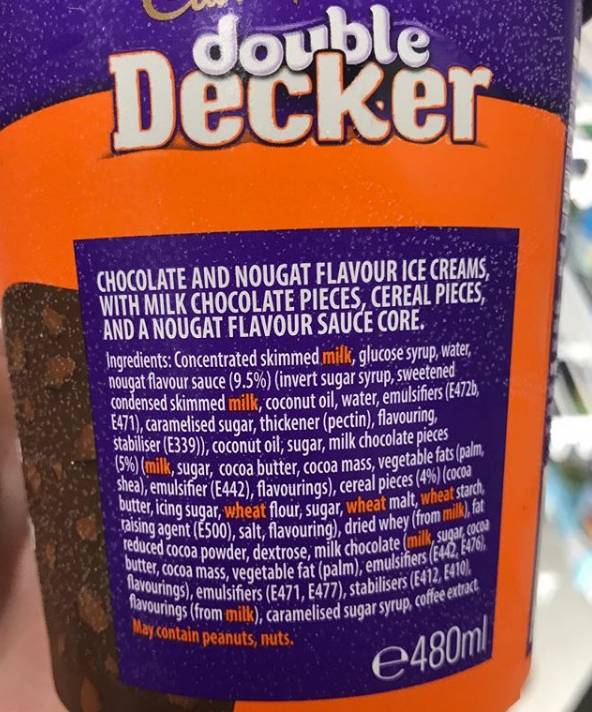 double
Decker
CHOCOLATE AND NOUGAT FLAVOUR ICE CREAMS,
WITH MILK CHOCOLATE PIECES, CEREAL PIECES,
AND A NOUGAT FLAVOUR SAUCE CORE.
Ingredients: Concentrated skimmed milk, glucose syrup, water,
nougat flavour sauce (9.5%) (invert sugar syrup, sweetened
condensed skimmed milk, coconut oil, water, emulsifiers (E472b,
E471), caramelised sugar, thickener (pectin), flavouring,
stabiliser (E339)), coconut oil, sugar, milk chocolate pieces
(5%) (milk, sugar, cocoa butter, cocoa mass, vegetable fats (palm,
shea), emulsifier (E442), flavourings), cereal pieces (4%) (cocoa
butter, icing sugar, wheat flour, sugar, wheat malt, wheat starch,
raising agent (E500), salt, flavouring), dried whey (from milk), fat
reduced cocoa powder, dextrose, milk chocolate (milk, sugar, cocoa
butter, cocoa mass, vegetable fat (palm), emulsifiers (E442, E476),
flavourings), emulsifiers (E471, E477), stabilisers (E412, E410),
flavourings (from milk), caramelised sugar syrup, coffee extract.
May contain peanuts, nuts.
e480ml